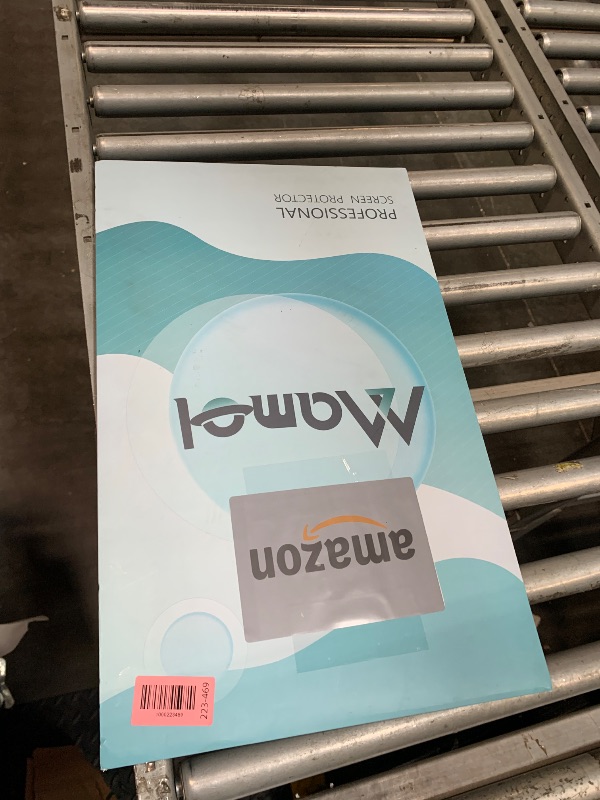 PROFESSIONAL
SCREEN PROTECTOR
Mamol
amazon
223-469